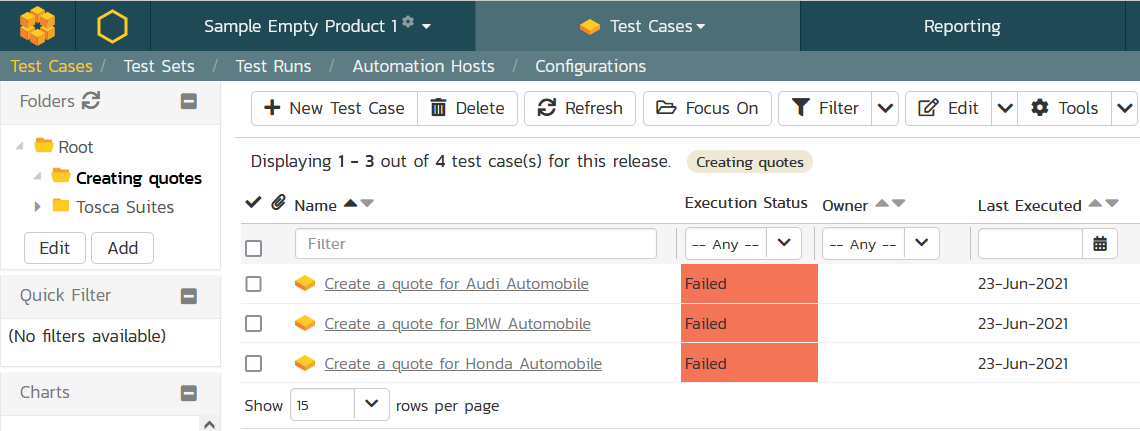 Sample Empty Product 1 Test Cases Reporting
Test Cases / Test Sets / Test Runs / Automation Hosts / Configurations
Folders
New Test Case Delete Refresh Focus On Filter Edit Tools
Root
Creating quotes
Tosca Suites
Edit Add
Displaying 1 - 3 out of 4 test case(s) for this release. Creating quotes
Name Execution Status Owner Last Executed
Filter -- Any -- -- Any --
Quick Filter
(No filters available)
Charts
Create a quote for Audi Automobile Failed 23-Jun-2021
Create a quote for BMW Automobile Failed 23-Jun-2021
Create a quote for Honda Automobile Failed 23-Jun-2021
Show 15 rows per page